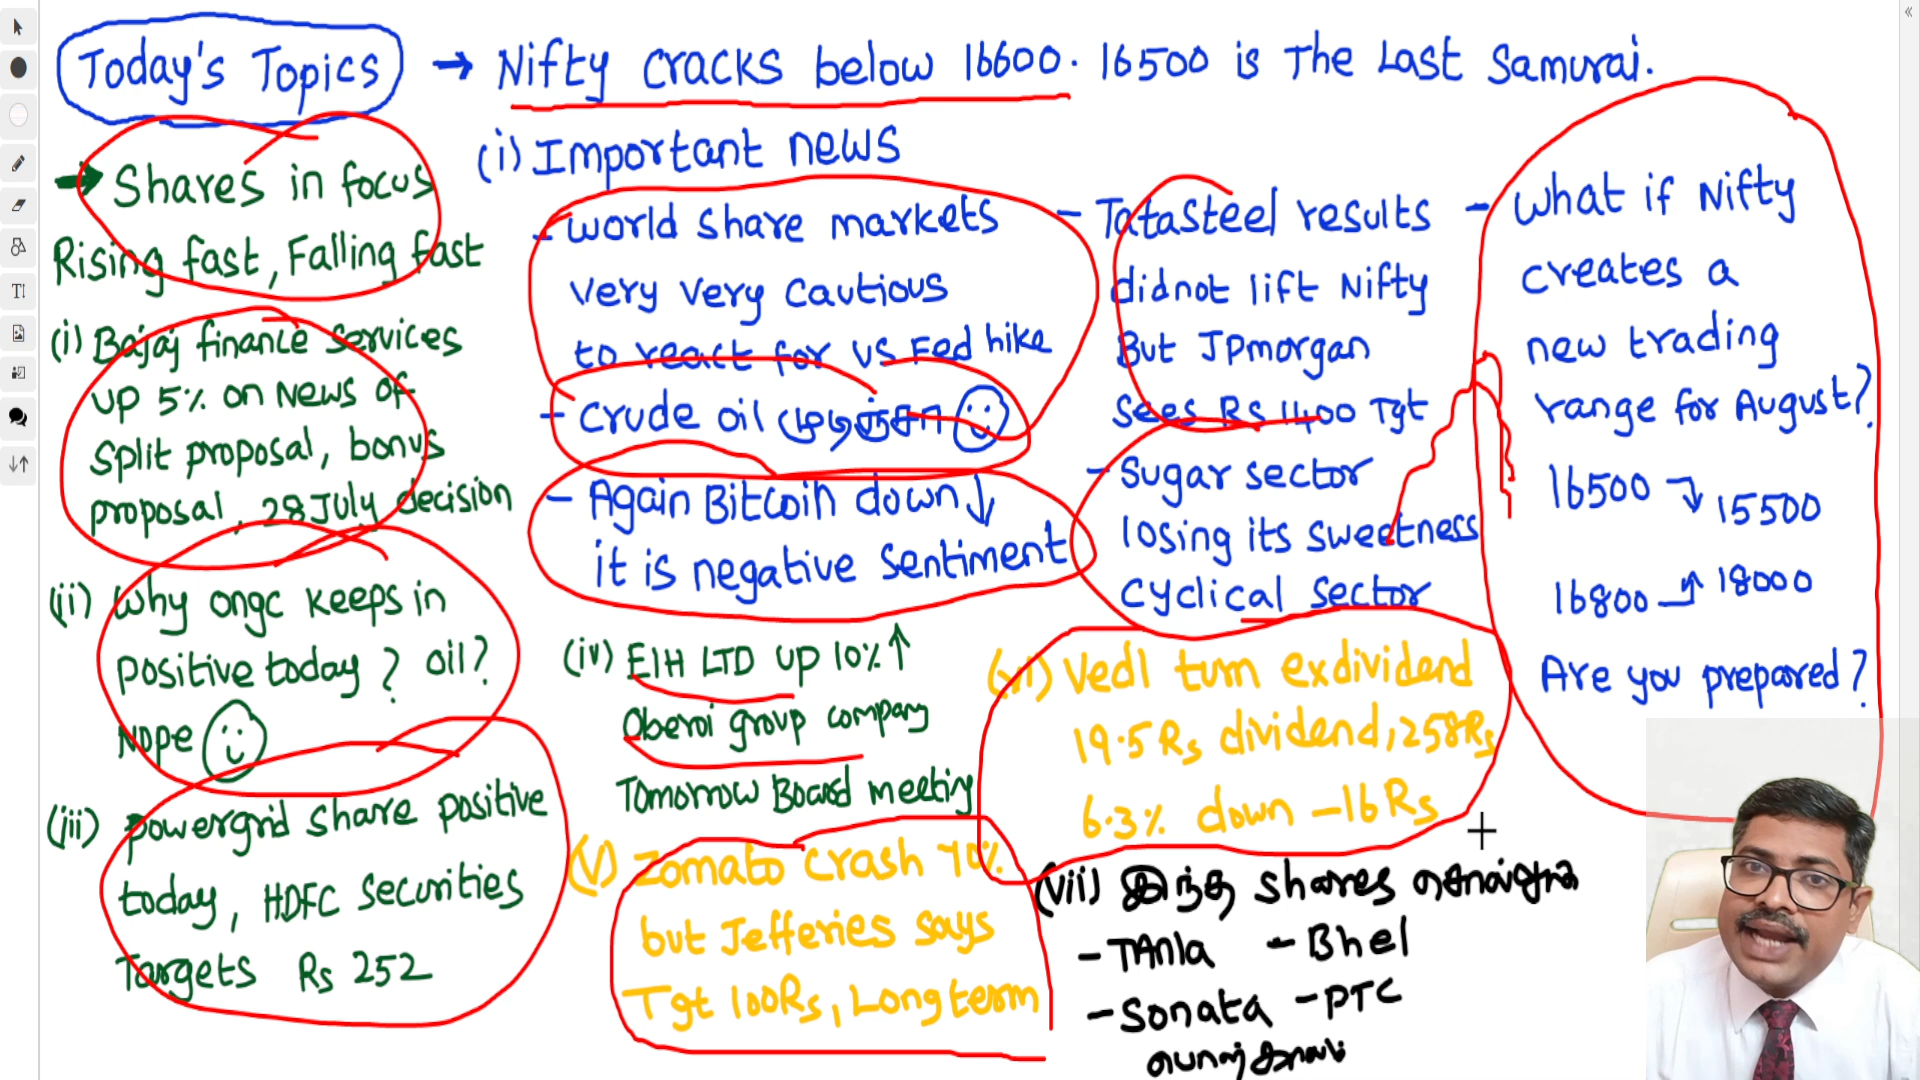 Today's Topics → Nifty cracks below 16600. 16500 is The Last Samurai.
→ Shares in focus
Rising fast, Falling fast
(i) Bajaj finance services
up 5% on News of
Split proposal, bonus
proposal, 28 July decision
(ii) Why ongc keeps in
positive today? oil?
Nope
(iii) powergrid share positive
today, HDFC Securities
Targets Rs 252
(i) Important news
- world share markets
very very cautious
to react for US Fed hike
- crude oil
- Again Bitcoin down ↓
it is negative sentiment
(iv) EIH LTD up 10% ↑
Oberoi group company
Tomorrow Board meeting
(v) Zomato crash
but Jefferies says
Tgt 100Rs, Long term
- Tatasteel results
didnot lift Nifty
But JPmorgan
Sees Rs 1400 Tgt
- Sugar sector
losing its sweetness
cyclical sector
(vi) Vedl turn exdividend
19.5 Rs dividend, 258Rs
6.3% down -16 Rs
(vii) இந்த shares
- TAnla - Bhel
- Sonata - PTC
- What if Nifty
creates a
new trading
range for August?
16500 ↴ 15500
16800 → 18000
Are you prepared?